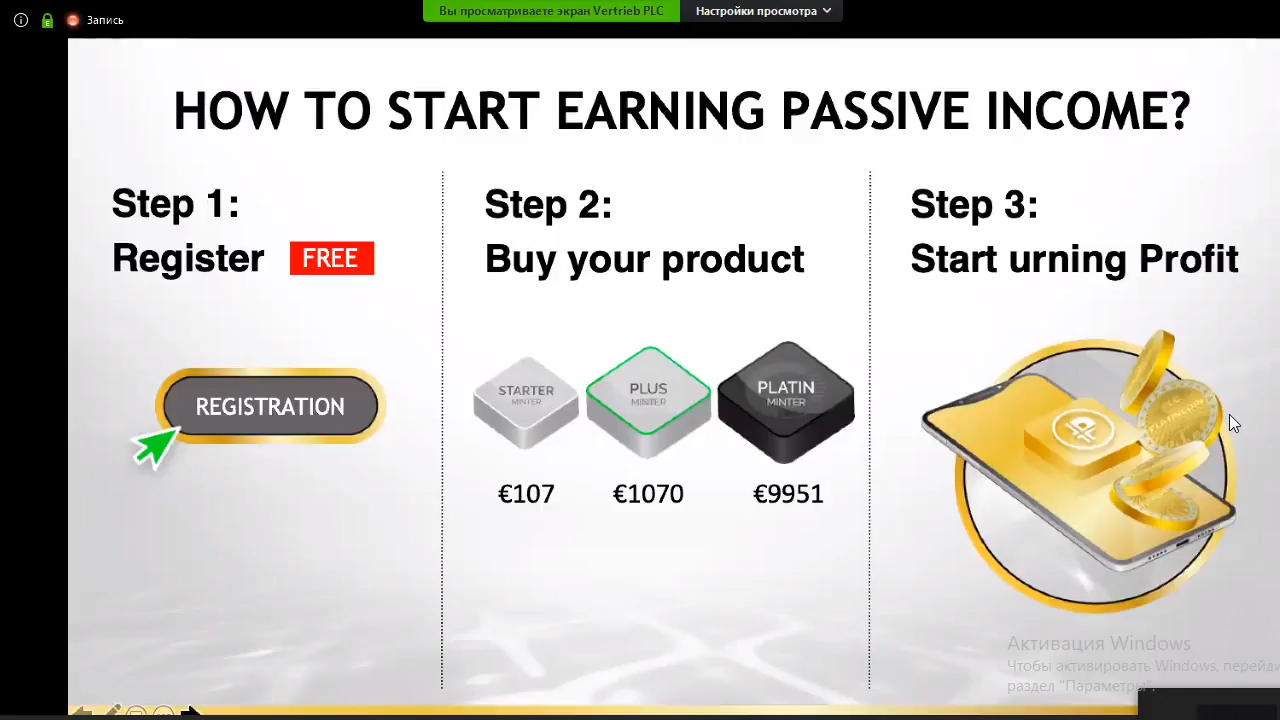 Запись
Вы просматриваете экран Vertrieb PLC
Настройки просмотра
HOW TO START EARNING PASSIVE INCOME?
Step 1:
Register FREE
REGISTRATION
Step 2:
Buy your product
STARTER
MINTER
PLUS
MINTER
PLATIN
MINTER
€107
€1070
€9951
Step 3:
Start urning Profit
Активация Windows
Чтобы активировать Windows, перейди
раздел "Параметры".